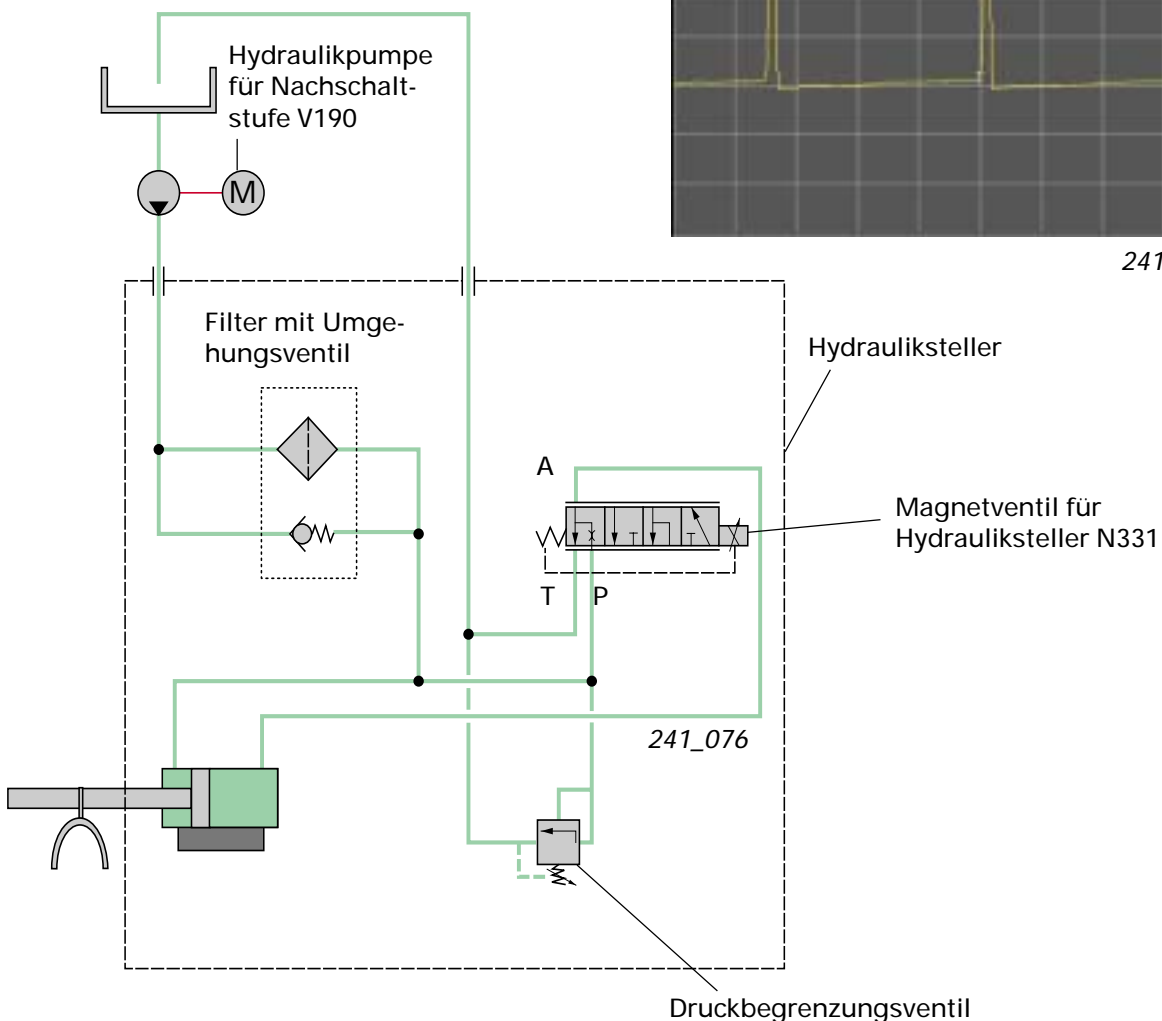 Hydraulikpumpe
für Nachschalt-
stufe V190
M
241
Filter mit Umge-
hungsventil
Hydrauliksteller
A
Magnetventil für
Hydrauliksteller N331
T P
241_076
Druckbegrenzungsventil